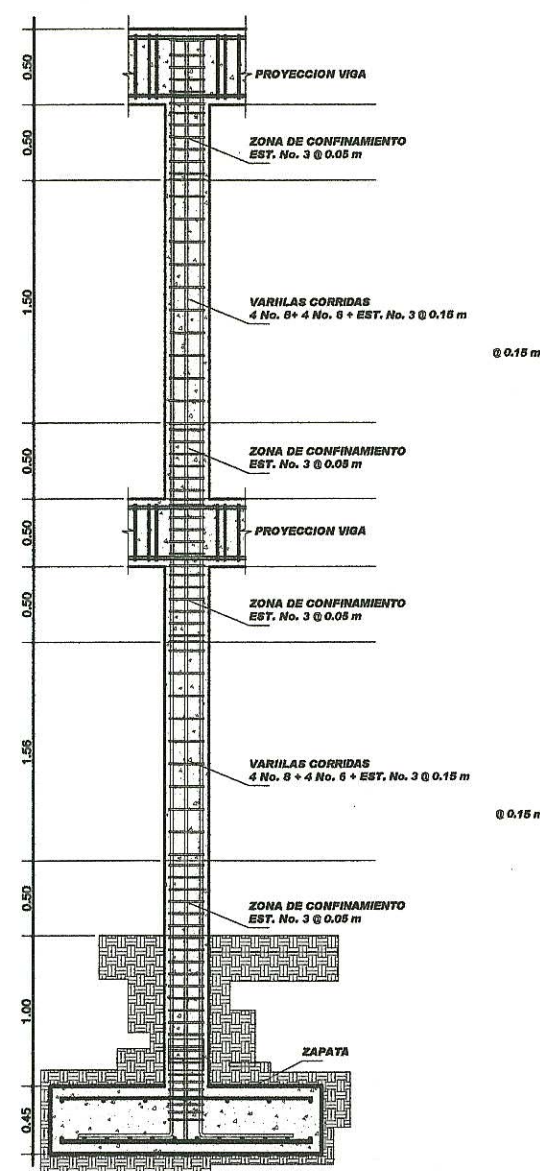 0.50
PROYECCION VIGA
0.50
ZONA DE CONFINAMIENTO
EST. No. 3 @ 0.05 m
1.50
VARIILAS CORRIDAS
4 No. 8+ 4 No. 6 + EST. No. 3 @ 0.15 m
@ 0.15 m
0.50
ZONA DE CONFINAMIENTO
EST. No. 3 @ 0.05 m
0.50
PROYECCION VIGA
0.50
ZONA DE CONFINAMIENTO
EST. No. 3 @ 0.05 m
1.56
VARIILAS CORRIDAS
4 No. 8 + 4 No. 6 + EST. No. 3 @ 0.15 m
@ 0.15 m
0.50
ZONA DE CONFINAMIENTO
EST. No. 3 @ 0.05 m
1.00
ZAPATA
0.45